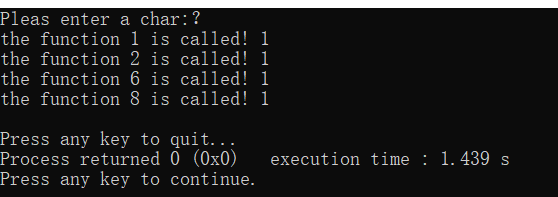 Pleas enter a char:?
the function 1 is called! 1
the function 2 is called! 1
the function 6 is called! 1
the function 8 is called! 1
Press any key to quit...
Process returned 0 (0x0)   execution time : 1.439 s
Press any key to continue.